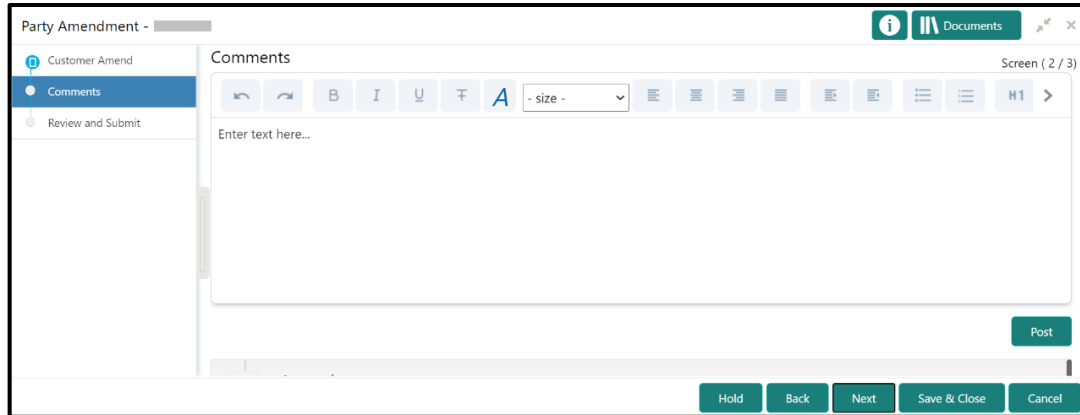 Party Amendment -
Documents
Customer Amend
Comments
Review and Submit
Comments
Screen ( 2 / 3)
B I U T A - size - H1
Enter text here...
Post
Hold Back Next Save & Close Cancel